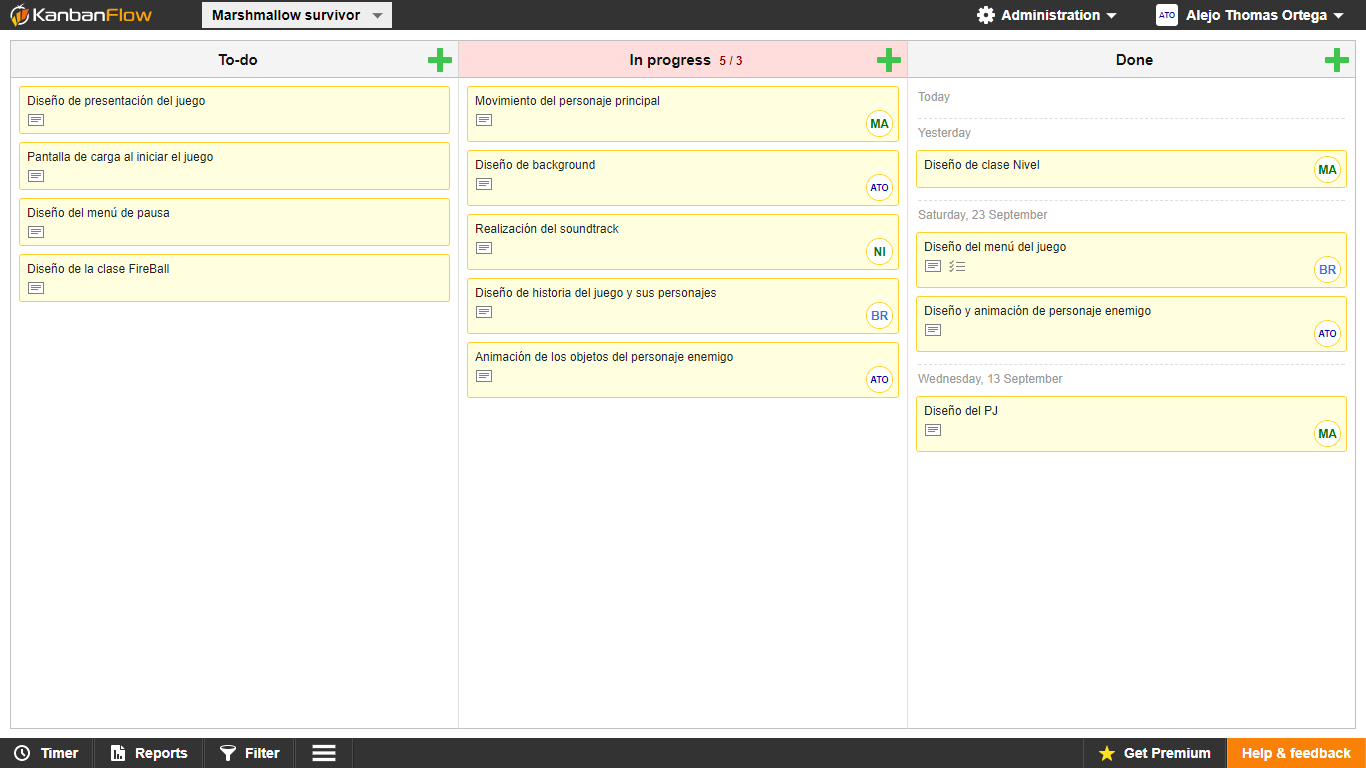 KanbanFlow
Marshmallow survivor
Administration
ATO
Alejo Thomas Ortega
To-do
Diseño de presentación del juego
Pantalla de carga al iniciar el juego
Diseño del menú de pausa
Diseño de la clase FireBall
In progress 5 / 3
Movimiento del personaje principal
MA
Diseño de background
ATO
Realización del soundtrack
NI
Diseño de historia del juego y sus personajes
BR
Animación de los objetos del personaje enemigo
ATO
Done
Today
Yesterday
Diseño de clase Nivel
MA
Saturday, 23 September
Diseño del menú del juego
BR
Diseño y animación de personaje enemigo
ATO
Wednesday, 13 September
Diseño del PJ
MA
Timer
Reports
Filter
Get Premium
Help & feedback